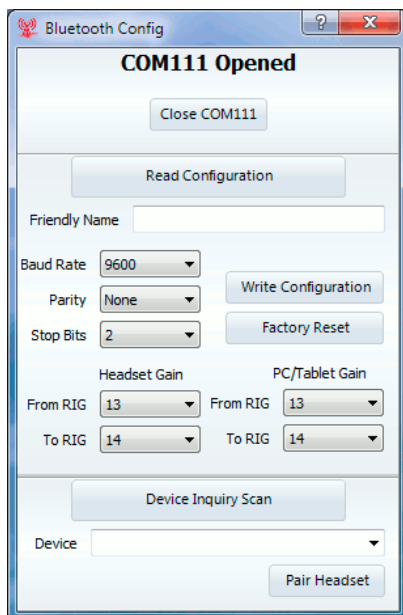 Bluetooth Config
COM111 Opened
Close COM111
Read Configuration
Friendly Name
Baud Rate 9600
Parity None
Write Configuration
Stop Bits 2
Factory Reset
Headset Gain PC/Tablet Gain
From RIG 13 From RIG 13
To RIG 14 To RIG 14
Device Inquiry Scan
Device
Pair Headset